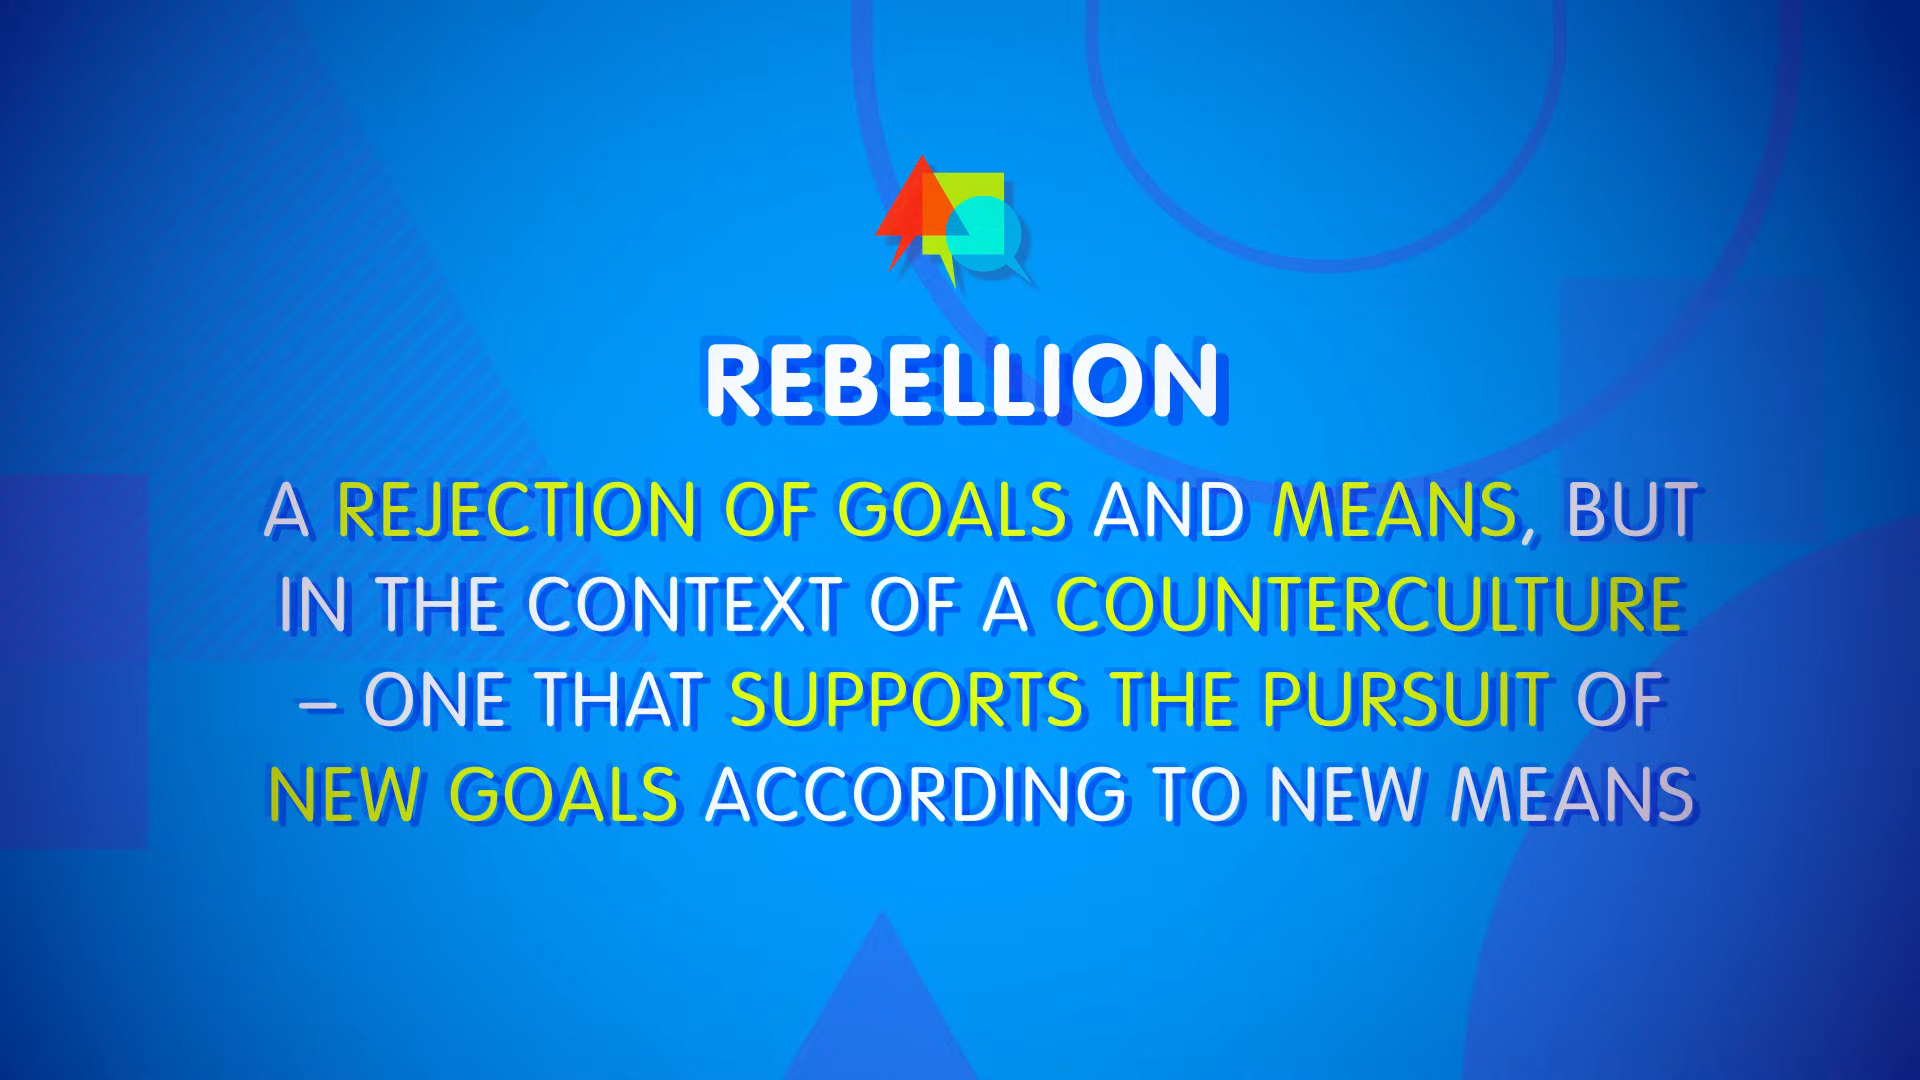 REBELLION
A REJECTION OF GOALS AND MEANS, BUT
IN THE CONTEXT OF A COUNTERCULTURE
– ONE THAT SUPPORTS THE PURSUIT OF
NEW GOALS ACCORDING TO NEW MEANS